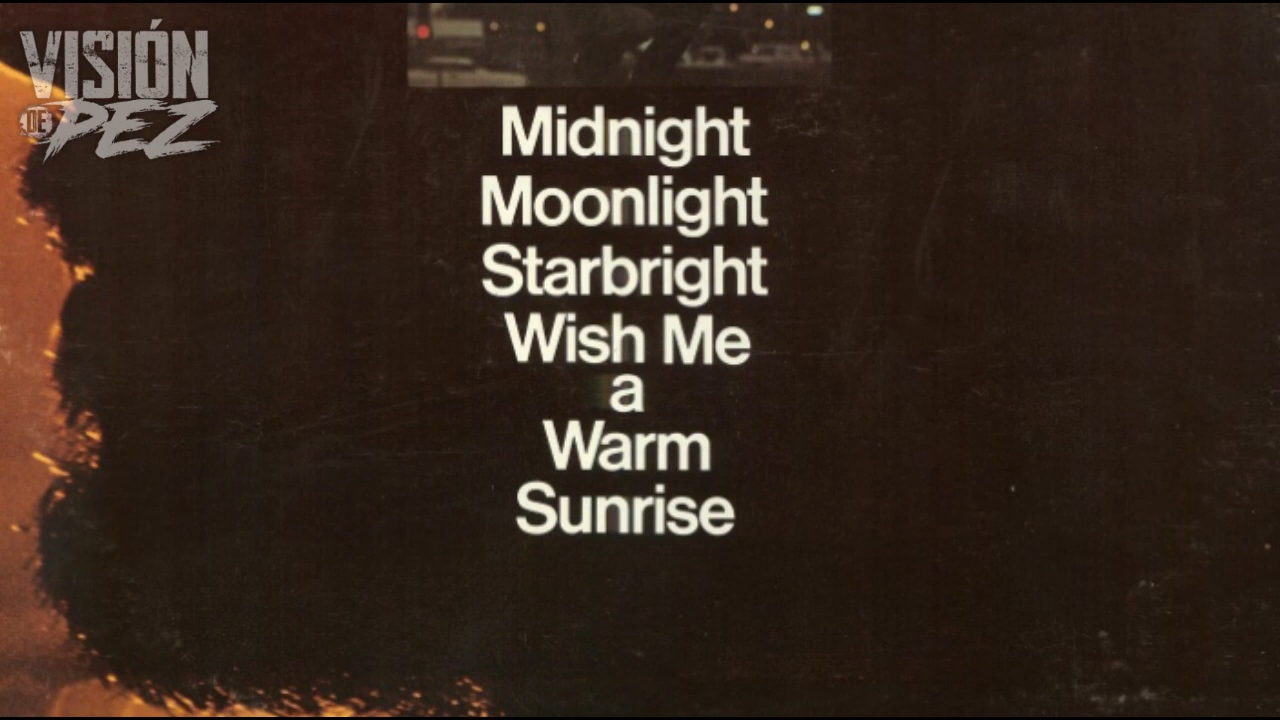 VISIÓN
DE PEZ
Midnight
Moonlight
Starbright
Wish Me
a
Warm
Sunrise